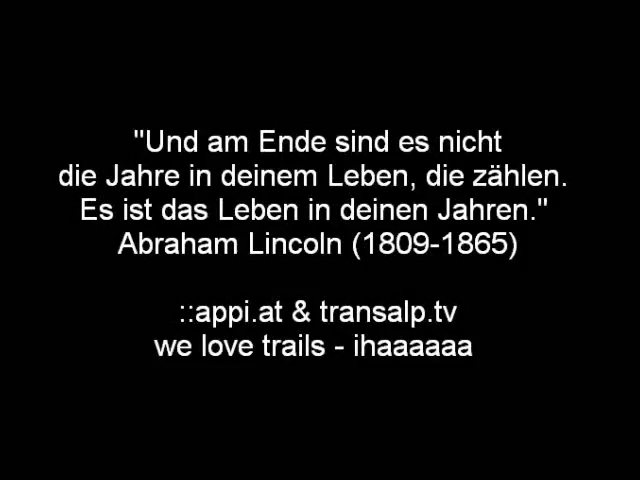 "Und am Ende sind es nicht
die Jahre in deinem Leben, die zählen.
Es ist das Leben in deinen Jahren."
Abraham Lincoln (1809-1865)
::appi.at & transalp.tv
we love trails - ihaaaaaa